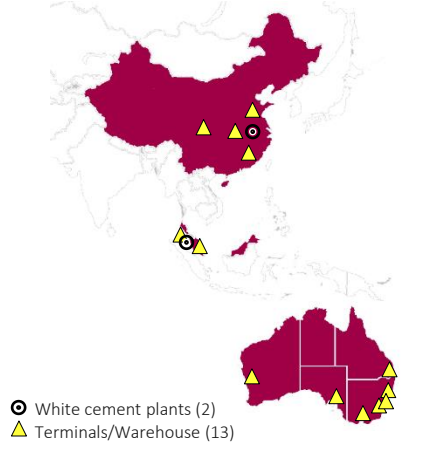 White cement plants (2)
Terminals/Warehouse (13)